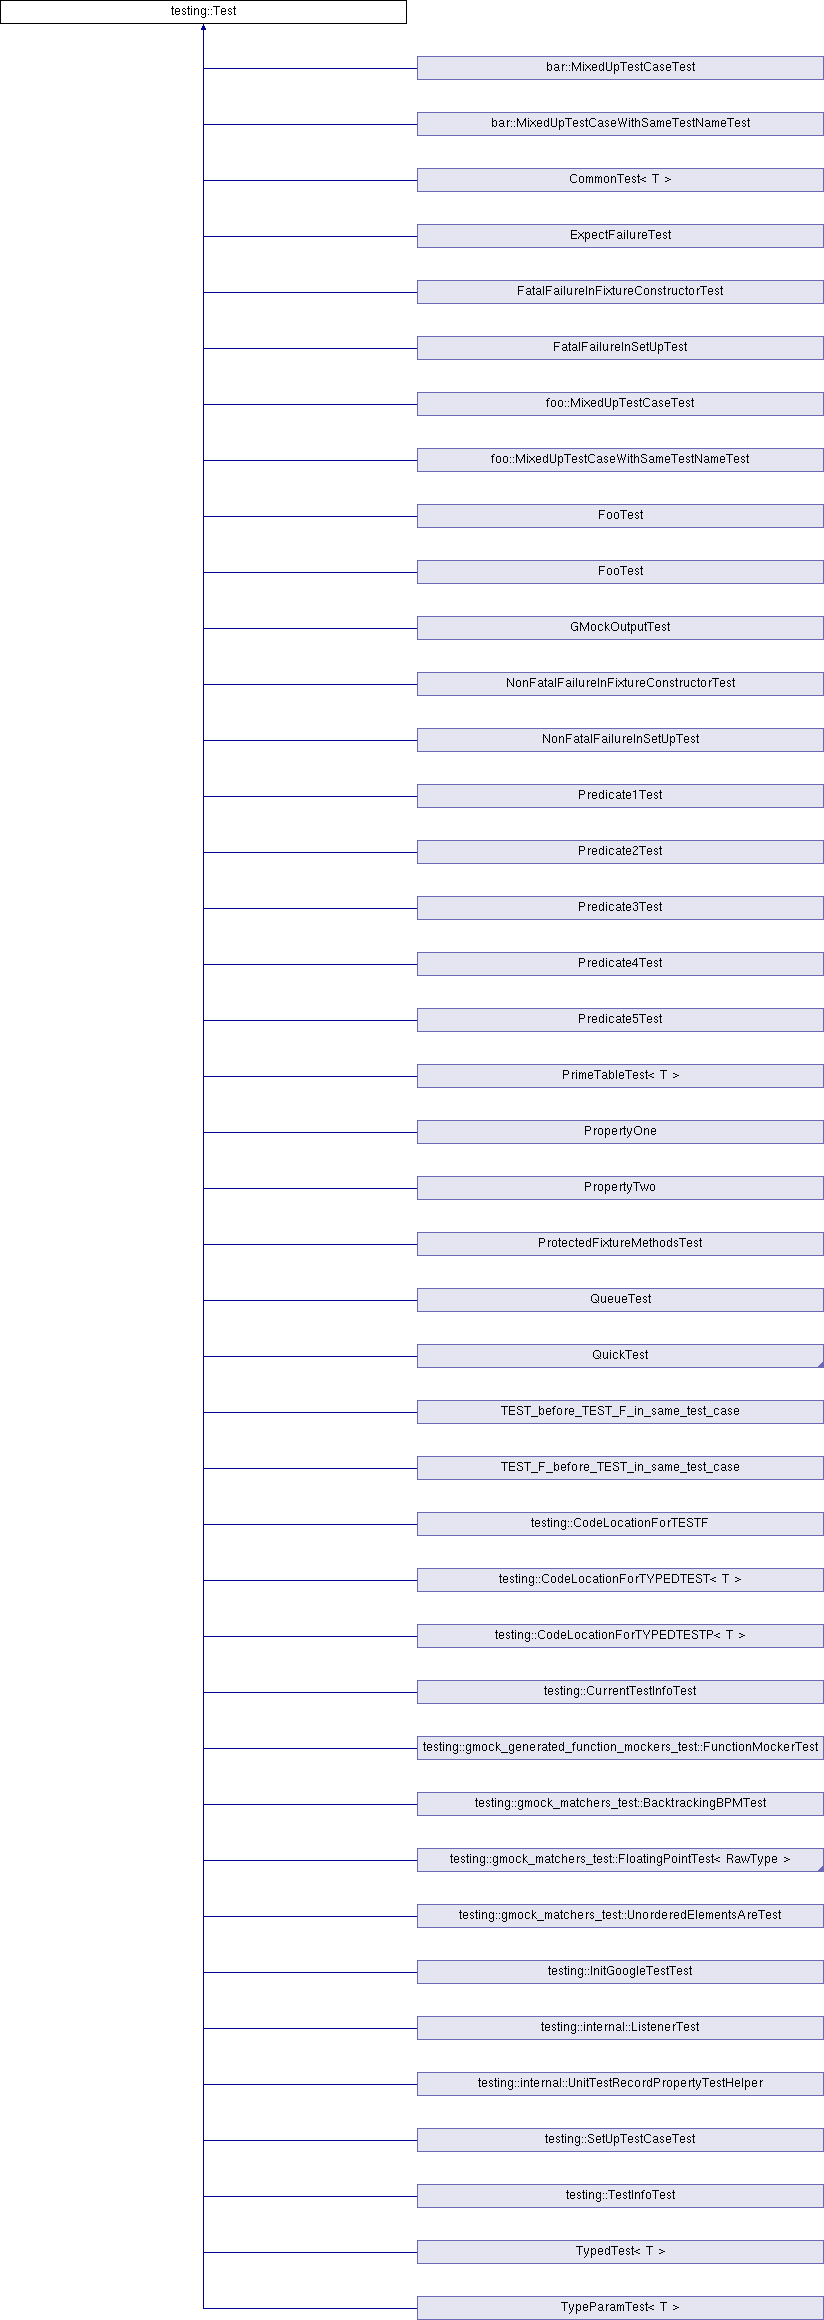 testing::Test
bar::MixedUpTestCaseTest
bar::MixedUpTestCaseWithSameTestNameTest
CommonTest< T >
ExpectFailureTest
FatalFailureInFixtureConstructorTest
FatalFailureInSetUpTest
foo::MixedUpTestCaseTest
foo::MixedUpTestCaseWithSameTestNameTest
FooTest
FooTest
GMockOutputTest
NonFatalFailureInFixtureConstructorTest
NonFatalFailureInSetUpTest
Predicate1Test
Predicate2Test
Predicate3Test
Predicate4Test
Predicate5Test
PrimeTableTest< T >
PropertyOne
PropertyTwo
ProtectedFixtureMethodsTest
QueueTest
QuickTest
TEST_before_TEST_F_in_same_test_case
TEST_F_before_TEST_in_same_test_case
testing::CodeLocationForTESTF
testing::CodeLocationForTYPEDTEST< T >
testing::CodeLocationForTYPEDTESTP< T >
testing::CurrentTestInfoTest
testing::gmock_generated_function_mockers_test::FunctionMockerTest
testing::gmock_matchers_test::BacktrackingBPMTest
testing::gmock_matchers_test::FloatingPointTest< RawType >
testing::gmock_matchers_test::UnorderedElementsAreTest
testing::InitGoogleTestTest
testing::internal::ListenerTest
testing::internal::UnitTestRecordPropertyTestHelper
testing::SetUpTestCaseTest
testing::TestInfoTest
TypedTest< T >
TypeParamTest< T >